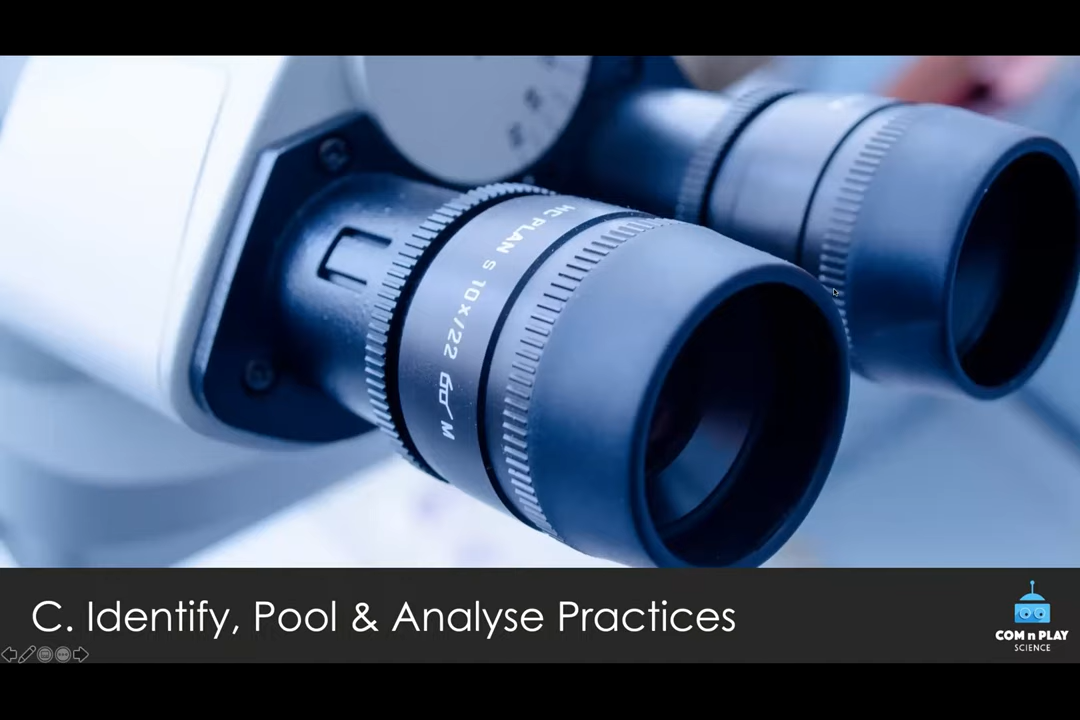 HC PLAN S 10x/22
M
C. Identify, Pool & Analyse Practices
COM n PLAY
SCIENCE